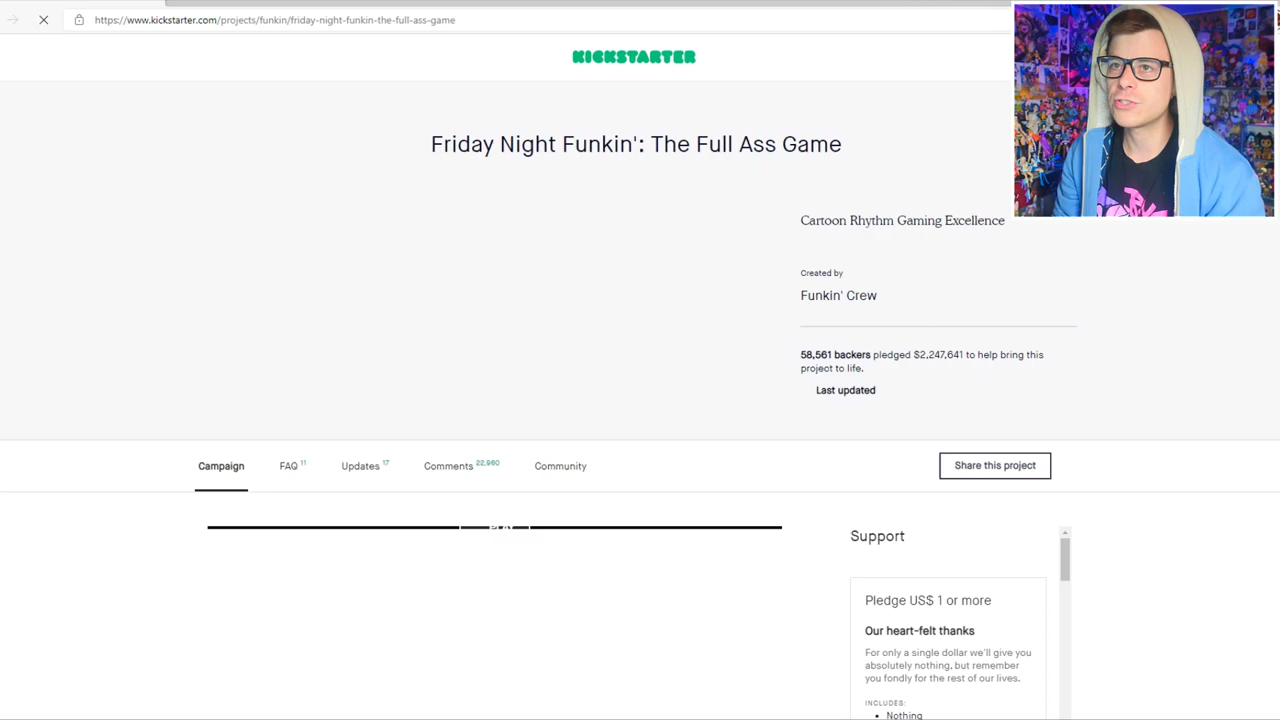 https://www.kickstarter.com/projects/funkin/friday-night-funkin-the-full-ass-game
KICKSTARTER
Friday Night Funkin': The Full Ass Game
Cartoon Rhythm Gaming Excellence
Created by
Funkin' Crew
58,561 backers pledged $2,247,641 to help bring this
project to life.
Last updated
Campaign FAQ 11 Updates 17 Comments 22,960 Community
Share this project
PLAY
Support
Pledge US$ 1 or more
Our heart-felt thanks
For only a single dollar we'll give you
absolutely nothing, but remember
you fondly for the rest of our lives.
INCLUDES:
• Nothing